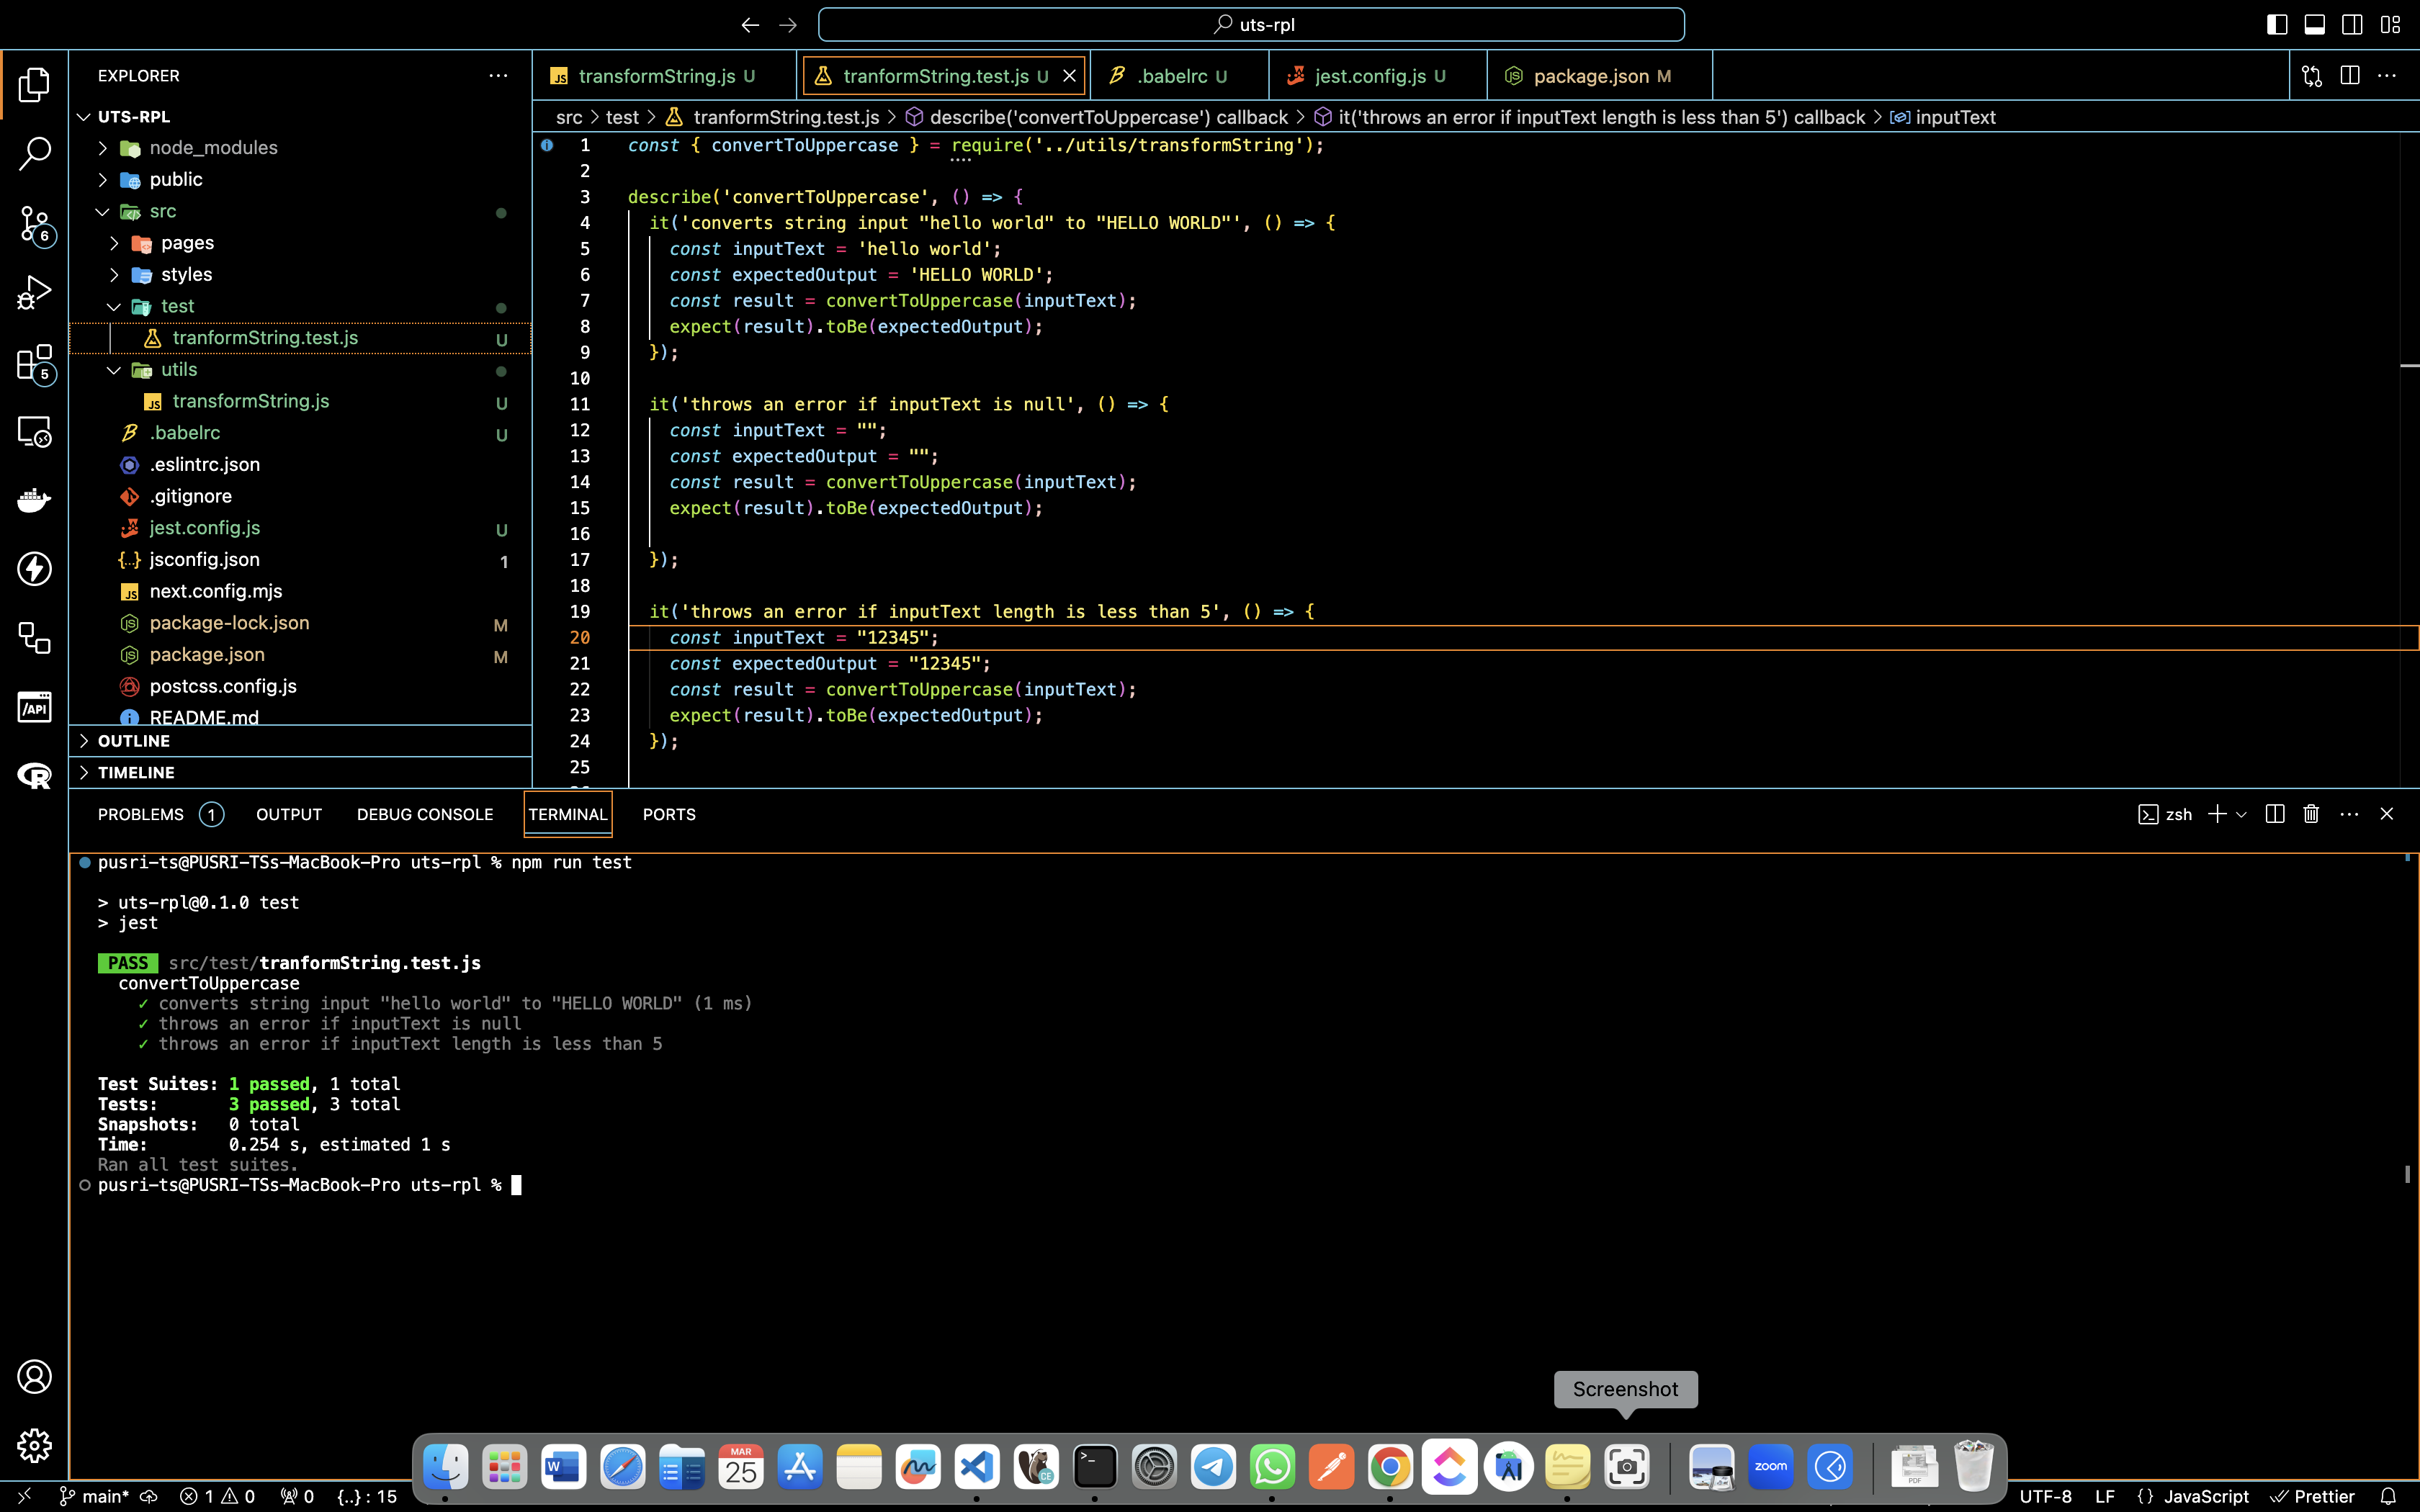 uts-rpl
EXPLORER
UTS-RPL
node_modules
public
src
pages
styles
test
tranformString.test.js U
utils
transformString.js U
.babelrc U
.eslintrc.json
.gitignore
jest.config.js U
jsconfig.json 1
next.config.mjs
package-lock.json M
package.json M
postcss.config.js
README.md
OUTLINE
TIMELINE
6
5
/API
R
JS transformString.js U
tranformString.test.js U
.babelrc U
jest.config.js U
package.json M
src > test > tranformString.test.js > describe('convertToUppercase') callback > it('throws an error if inputText length is less than 5') callback > inputText
1 const { convertToUppercase } = require('../utils/transformString');
2
3 describe('convertToUppercase', () => {
4 it('converts string input "hello world" to "HELLO WORLD"', () => {
5 const inputText = 'hello world';
6 const expectedOutput = 'HELLO WORLD';
7 const result = convertToUppercase(inputText);
8 expect(result).toBe(expectedOutput);
9 });
10
11 it('throws an error if inputText is null', () => {
12 const inputText = "";
13 const expectedOutput = "";
14 const result = convertToUppercase(inputText);
15 expect(result).toBe(expectedOutput);
16
17 });
18
19 it('throws an error if inputText length is less than 5', () => {
20 const inputText = "12345";
21 const expectedOutput = "12345";
22 const result = convertToUppercase(inputText);
23 expect(result).toBe(expectedOutput);
24 });
25
PROBLEMS 1 OUTPUT DEBUG CONSOLE TERMINAL PORTS
zsh
pusri-ts@PUSRI-TSs-MacBook-Pro uts-rpl % npm run test
> uts-rpl@0.1.0 test
> jest
PASS src/test/tranformString.test.js
convertToUppercase
✓ converts string input "hello world" to "HELLO WORLD" (1 ms)
✓ throws an error if inputText is null
✓ throws an error if inputText length is less than 5
Test Suites: 1 passed, 1 total
Tests: 3 passed, 3 total
Snapshots: 0 total
Time: 0.254 s, estimated 1 s
Ran all test suites.
pusri-ts@PUSRI-TSs-MacBook-Pro uts-rpl %
Screenshot
W
MAR
25
CE
zoom
PDF
main* 1 0 0 {..} : 15
UTF-8 LF {} JavaScript Prettier